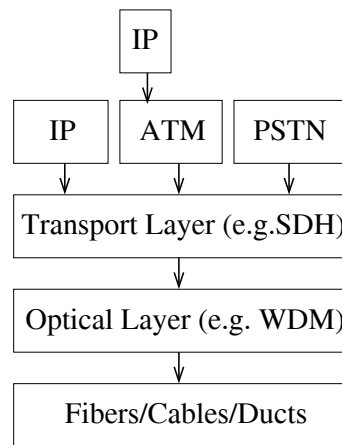 IP
IP ATM PSTN
Transport Layer (e.g.SDH)
Optical Layer (e.g. WDM)
Fibers/Cables/Ducts